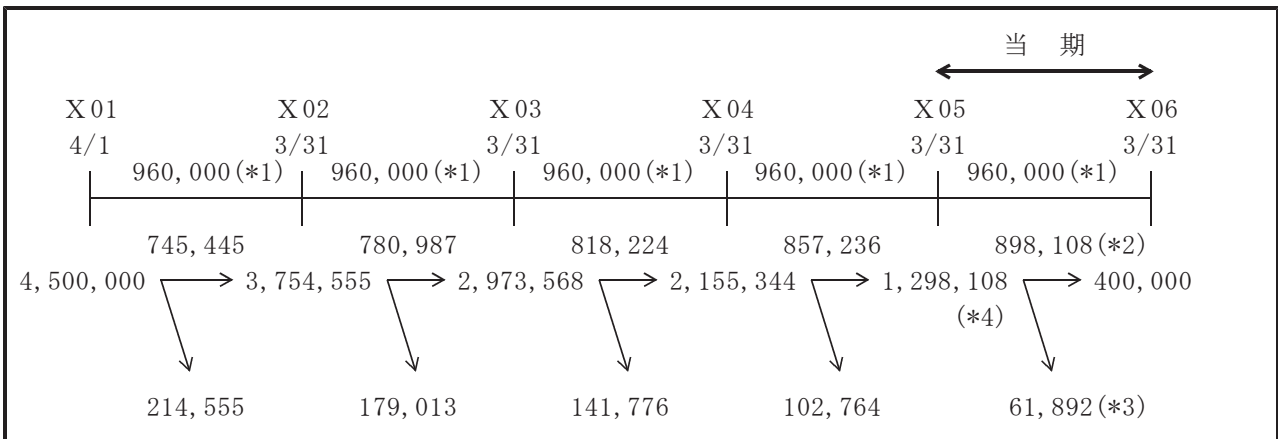 当 期
X01 X02 X03 X04 X05 X06
4/1 3/31 3/31 3/31 3/31 3/31
960,000(*1) 960,000(*1) 960,000(*1) 960,000(*1) 960,000(*1)
745,445 780,987 818,224 857,236 898,108(*2)
4,500,000 3,754,555 2,973,568 2,155,344 1,298,108 400,000
(*4)
214,555 179,013 141,776 102,764 61,892(*3)